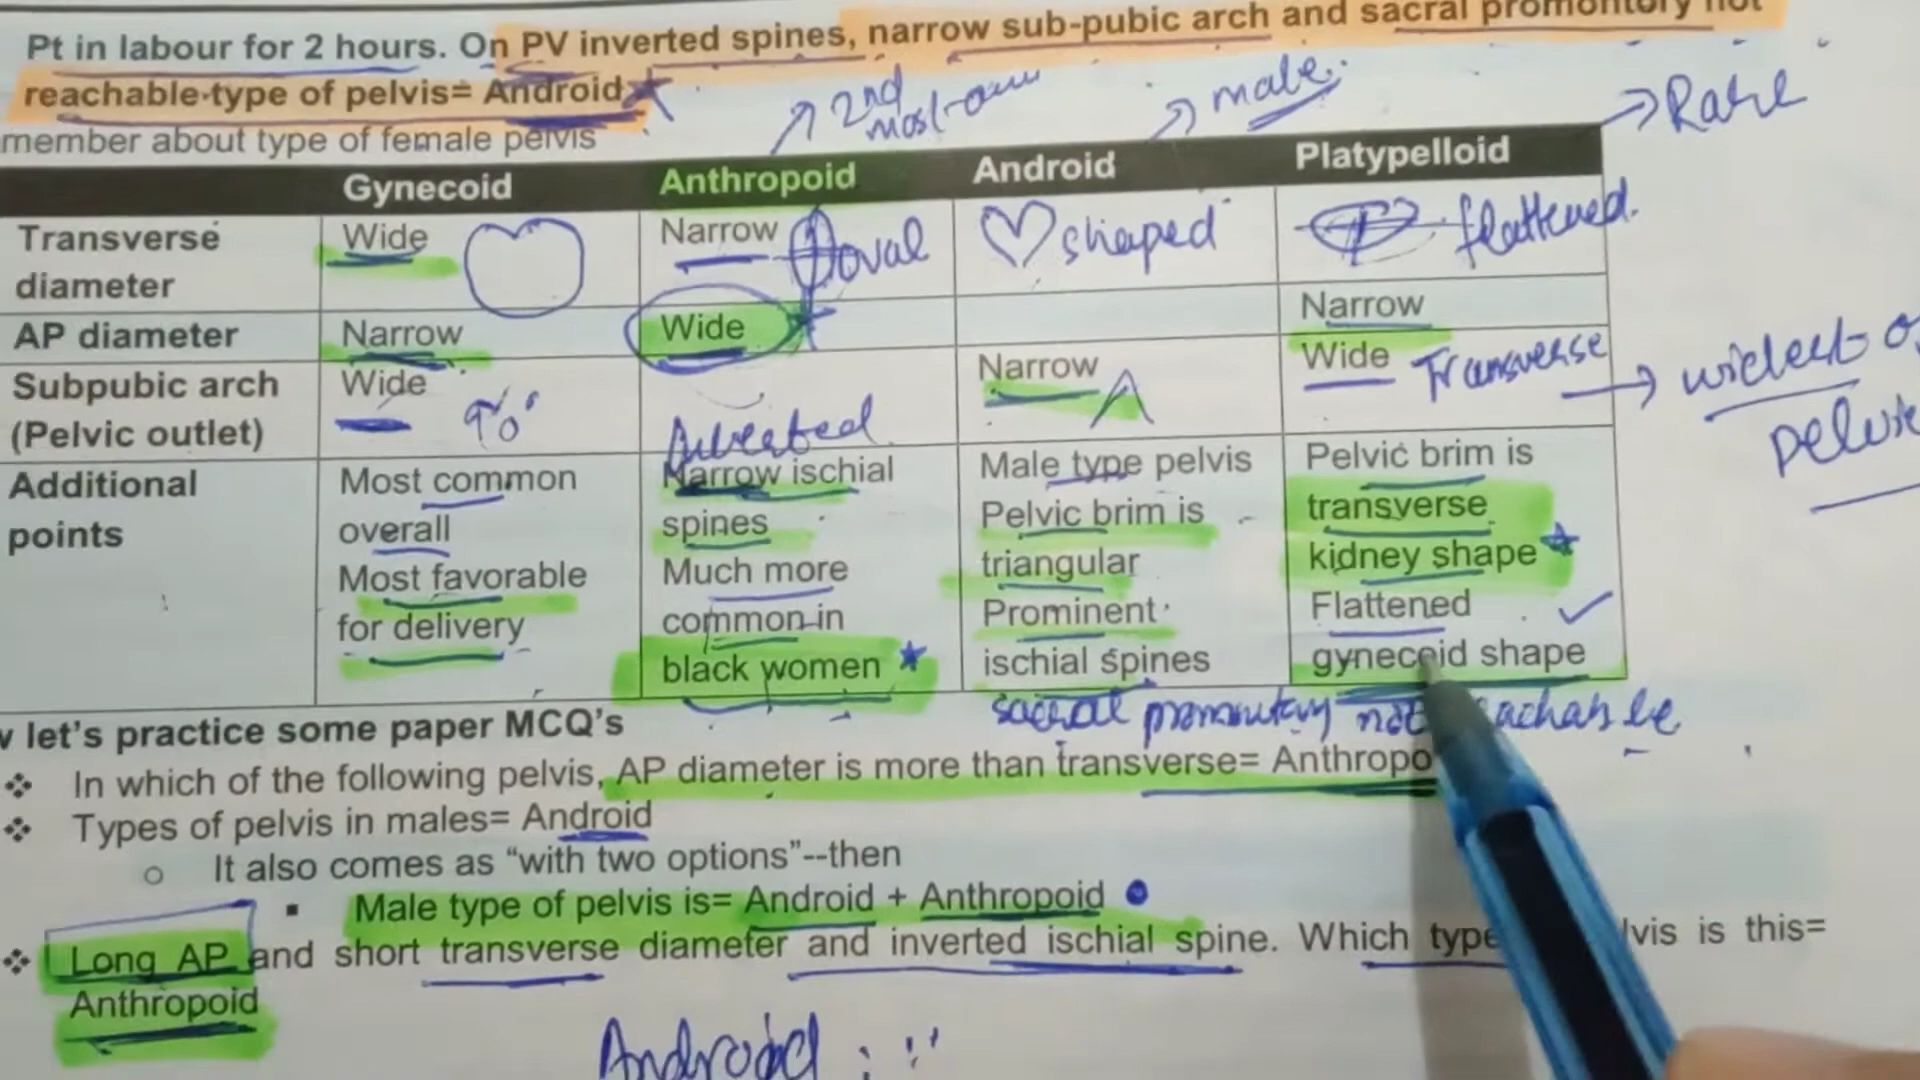 Pt in labour for 2 hours. On PV inverted spines, narrow sub-pubic arch and sacral promontory not
reachable-type of pelvis= Android
member about type of female pelvis
2nd
most
male
Rare
Gynecoid Anthropoid Android Platypelloid
Transverse diameter Wide Narrow oval shaped flattened.
AP diameter Narrow Wide Narrow
Subpubic arch (Pelvic outlet) Wide 90° Narrow Wide Transverse
widest
pelvis
Additional points
Most common
overall
Most favorable
for delivery
Narrow ischial
spines
Much more
common in
black women
Male type pelvis
Pelvic brim is
triangular
Prominent
ischial spines
sacral promontory not
Pelvic brim is
transverse
kidney shape
Flattened
gynecoid shape
let's practice some paper MCQ's
❖ In which of the following pelvis, AP diameter is more than transverse= Anthropo
❖ Types of pelvis in males= Android
o It also comes as “with two options”--then
▪ Male type of pelvis is= Android + Anthropoid
❖ Long AP and short transverse diameter and inverted ischial spine. Which type lvis is this=
Anthropoid
Android :